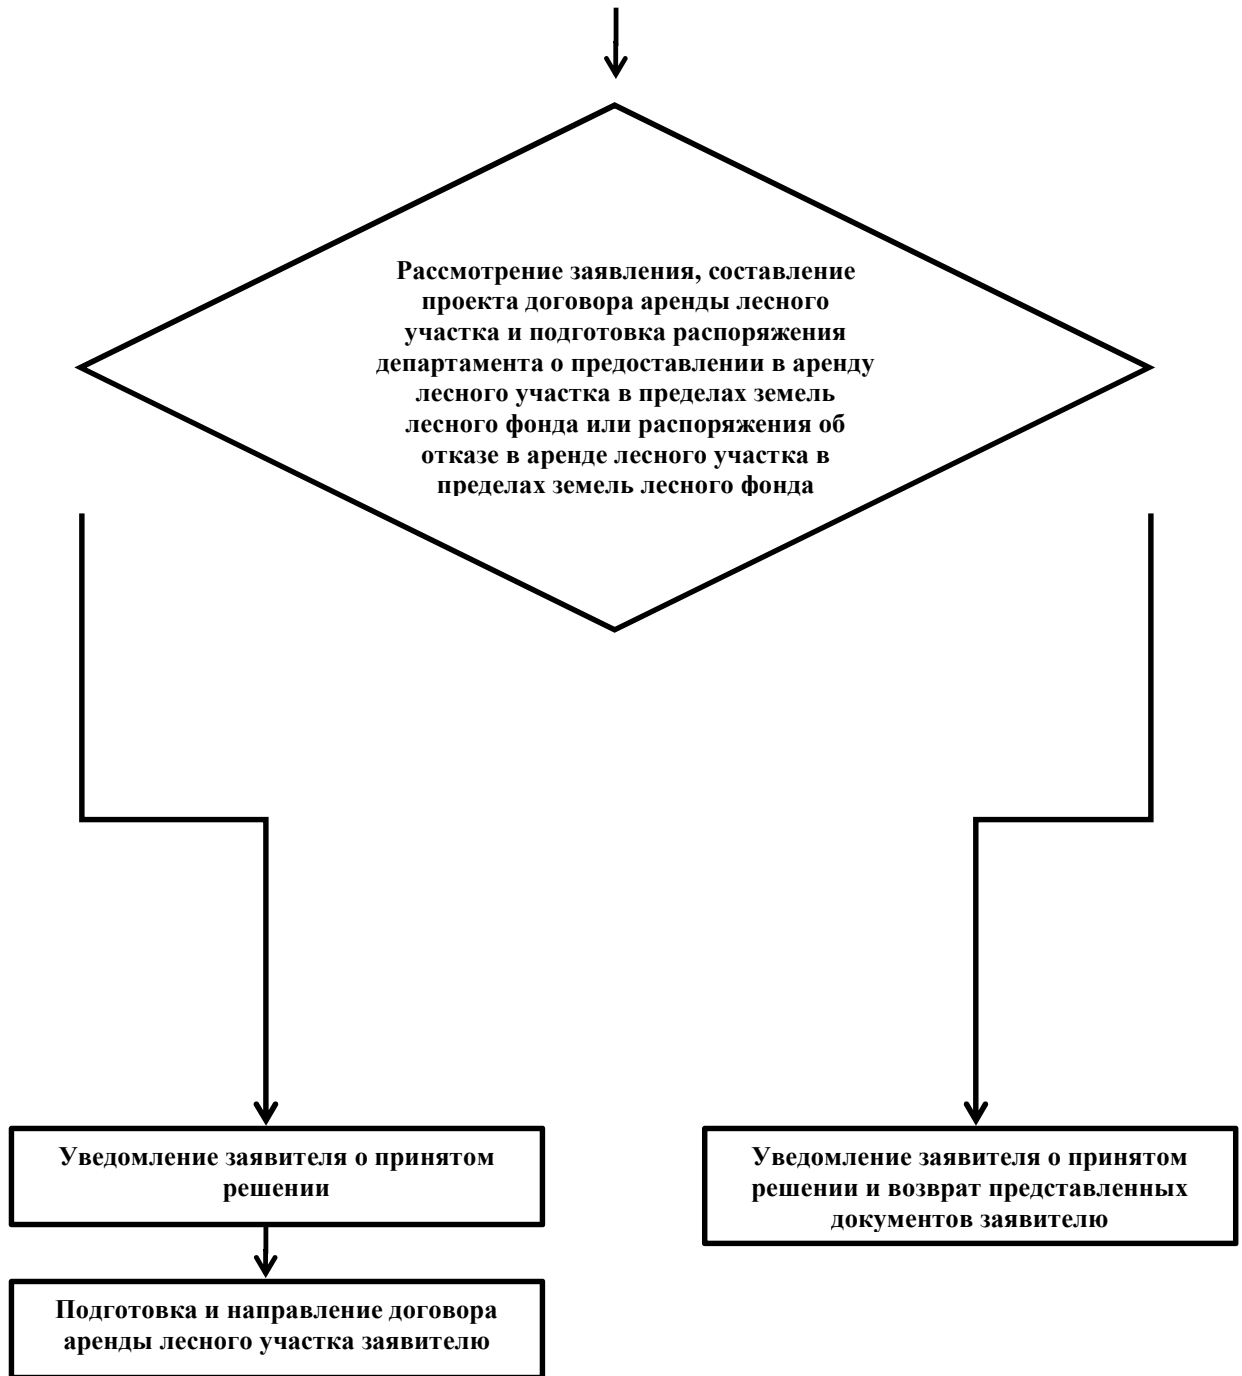 Рассмотрение заявления, составление
проекта договора аренды лесного
участка и подготовка распоряжения
департамента о предоставлении в аренду
лесного участка в пределах земель
лесного фонда или распоряжения об
отказе в аренде лесного участка в
пределах земель лесного фонда
Уведомление заявителя о принятом
решении
Уведомление заявителя о принятом
решении и возврат представленных
документов заявителю
Подготовка и направление договора
аренды лесного участка заявителю